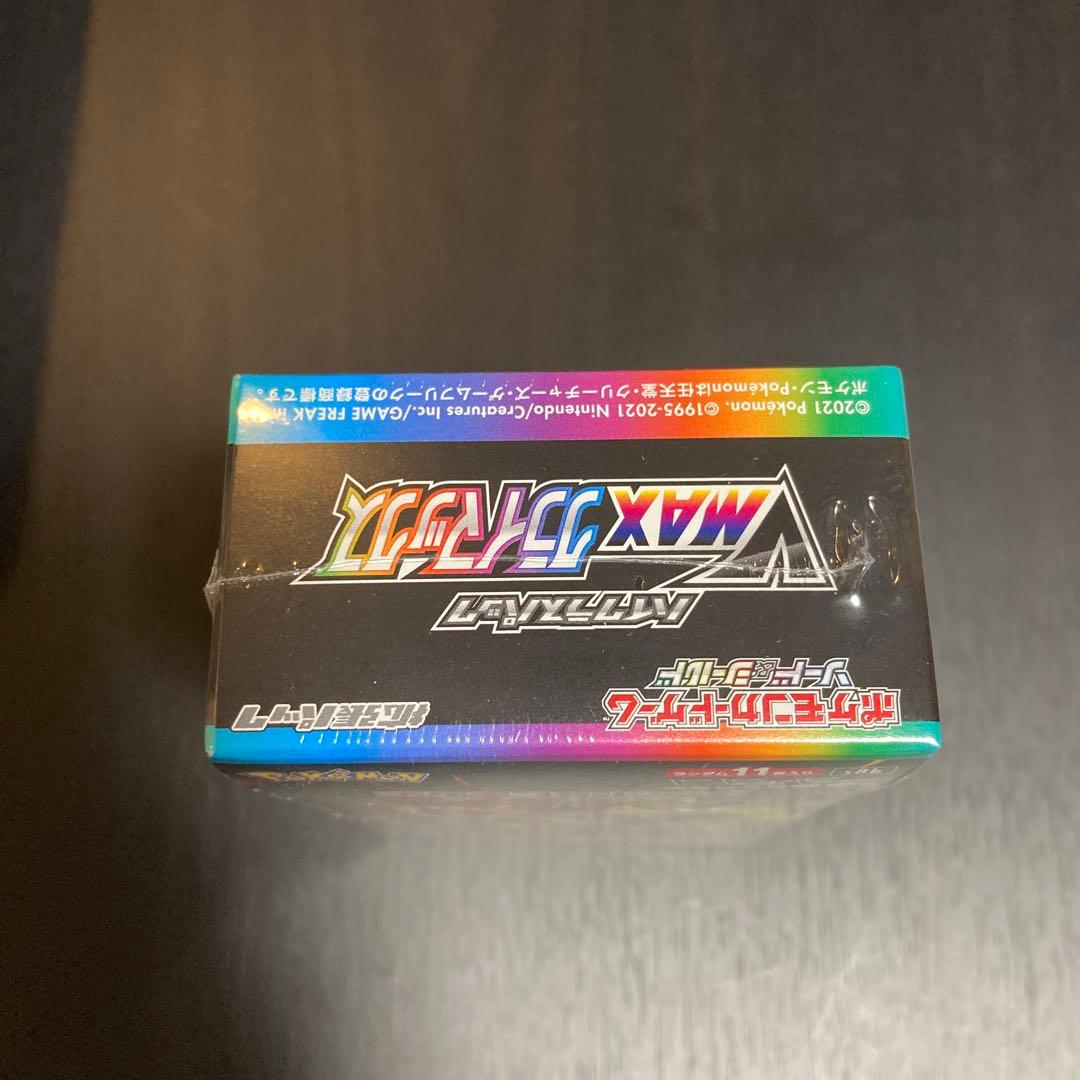 ポケモンカードゲーム
ソード&シールド
拡張パック
ハイクラスパック
VMAXクライマックス
©2021 Pokémon. ©1995-2021 Nintendo/Creatures Inc./GAME FREAK
ポケモン・Pokémonは任天堂・クリーチャーズ・ゲームフリークの登録商標です。